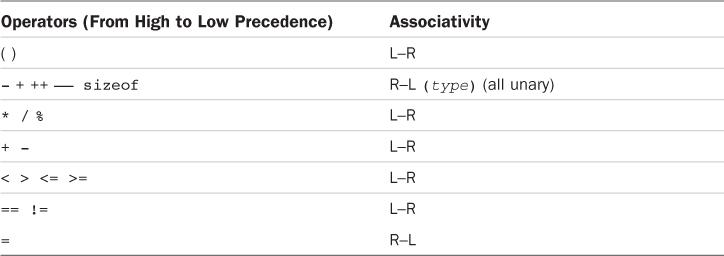 Operators (From High to Low Precedence) Associativity
( ) L–R
– + ++ –– sizeof R–L (type) (all unary)
* / % L–R
+ – L–R
< > <= >= L–R
== != L–R
= R–L